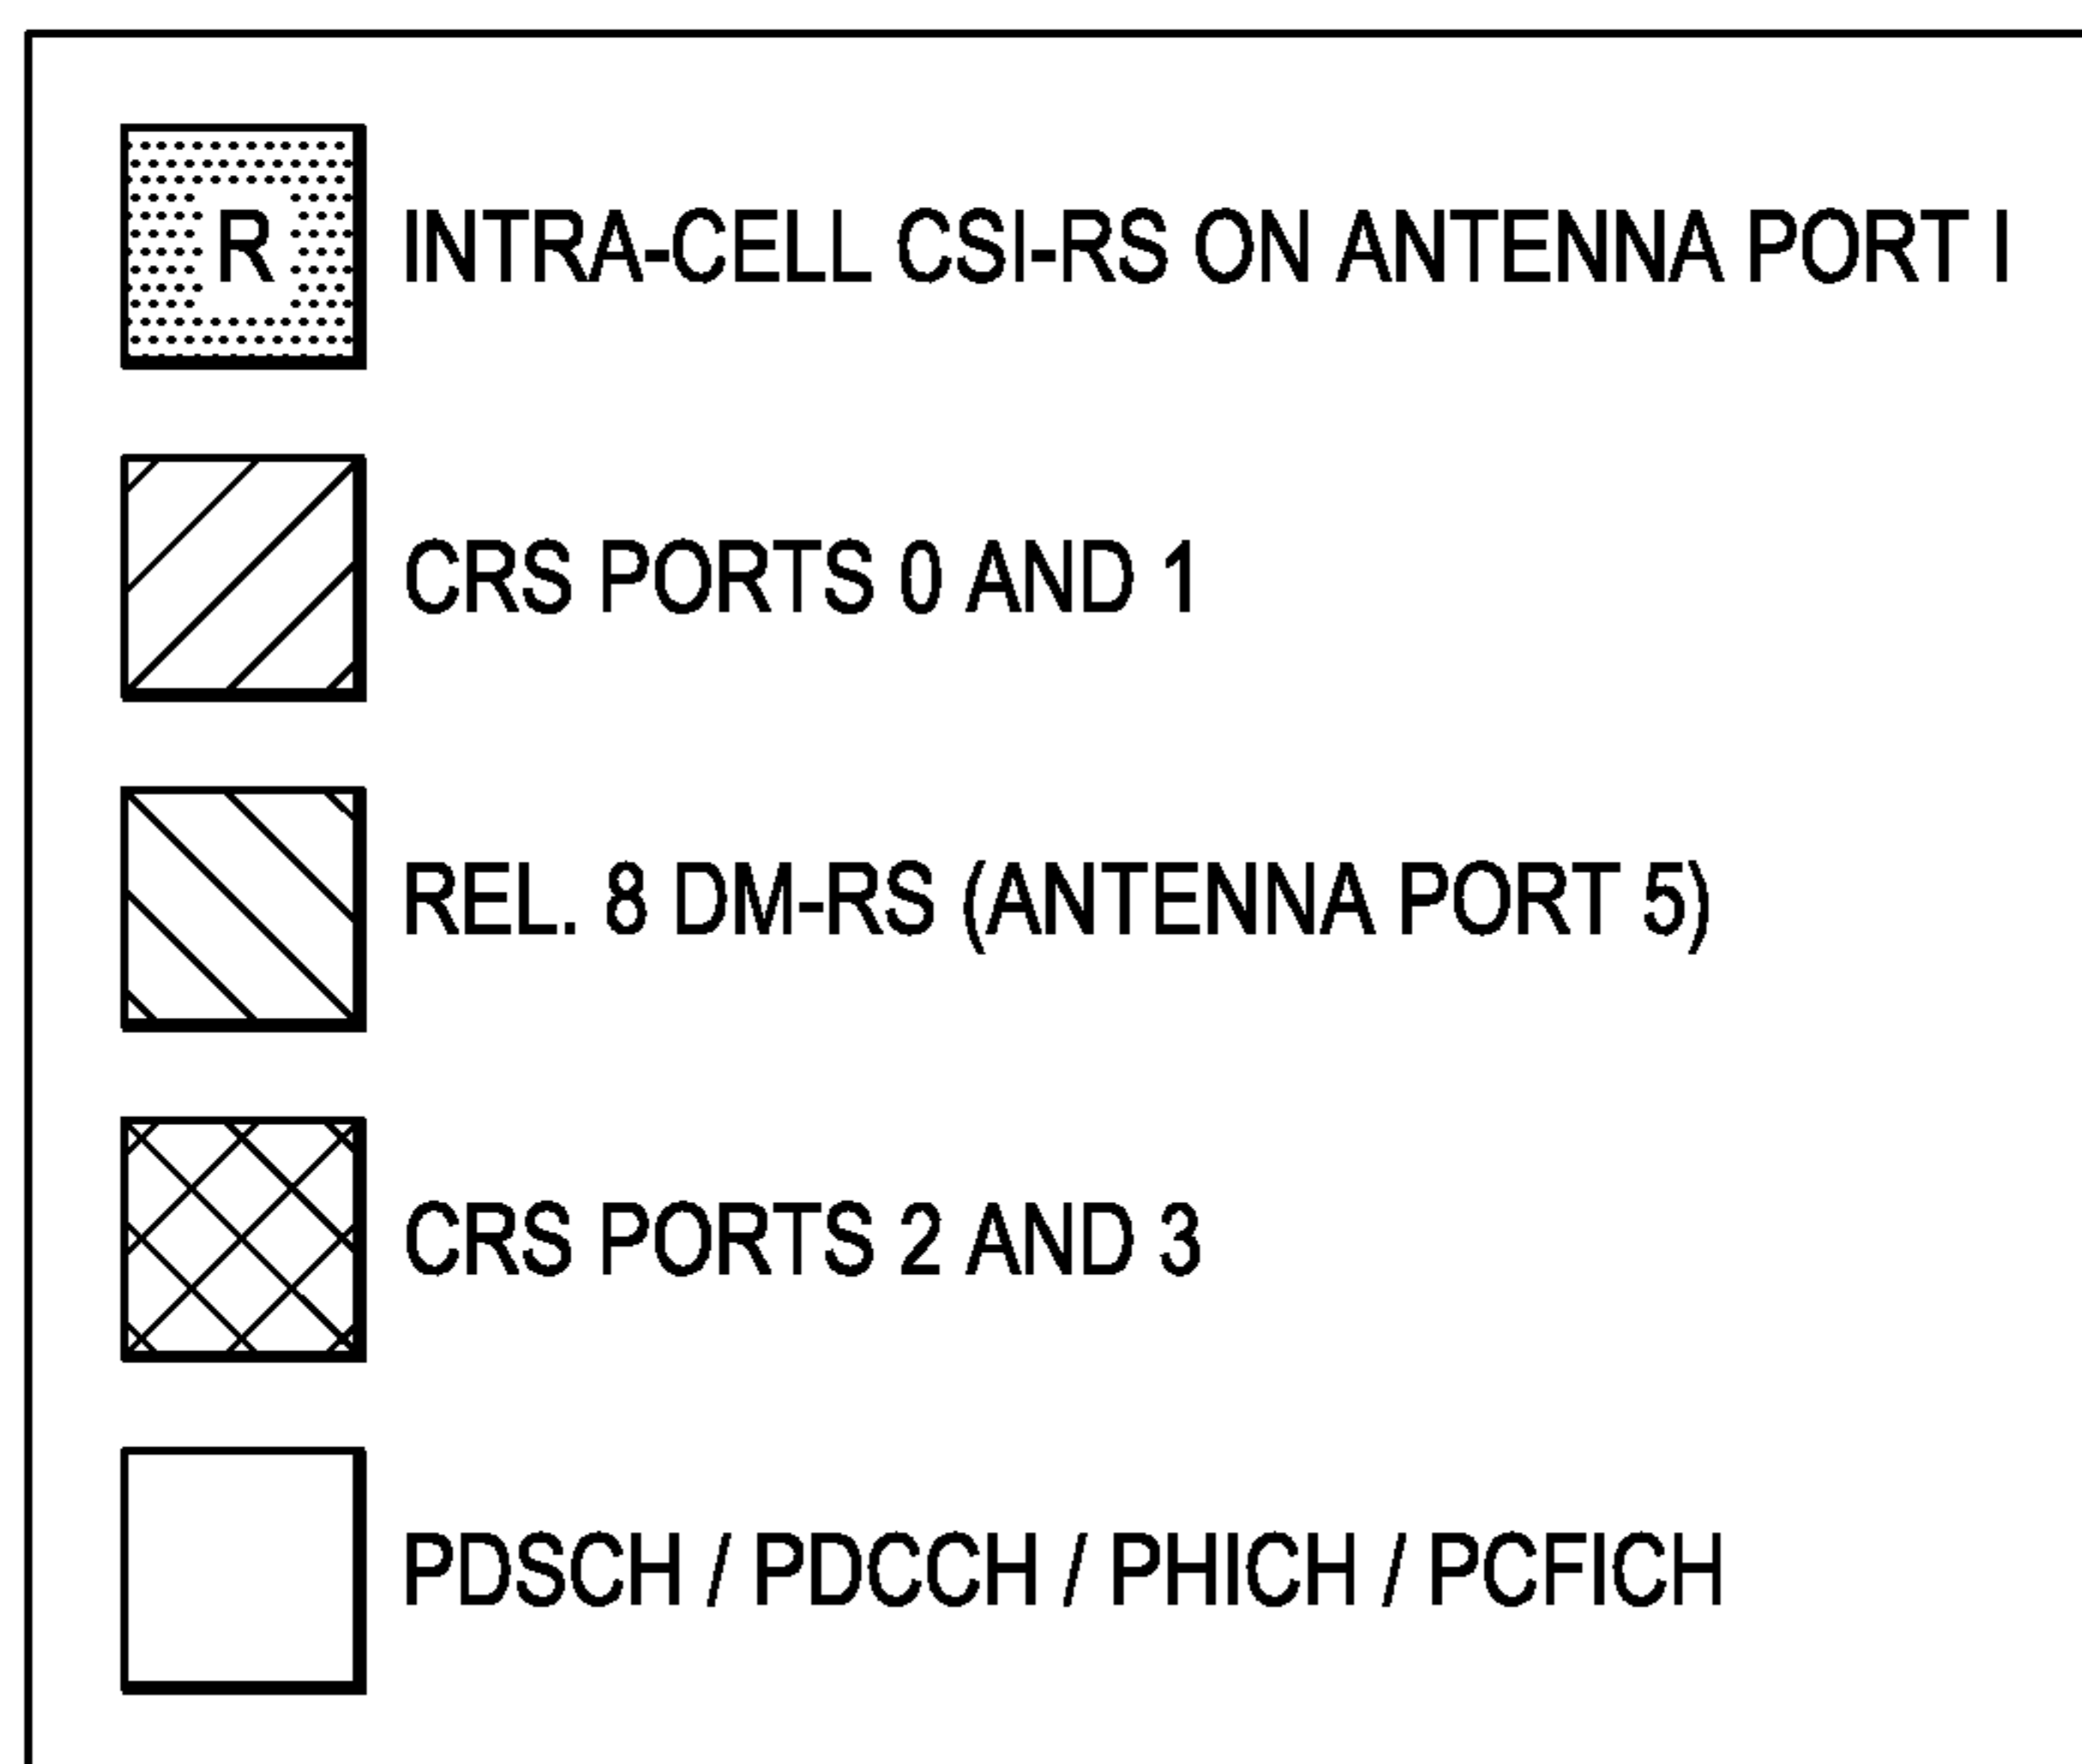 R INTRA-CELL CSI-RS ON ANTENNA PORT I
CRS PORTS 0 AND 1
REL. 8 DM-RS (ANTENNA PORT 5)
CRS PORTS 2 AND 3
PDSCH / PDCCH / PHICH / PCFICH